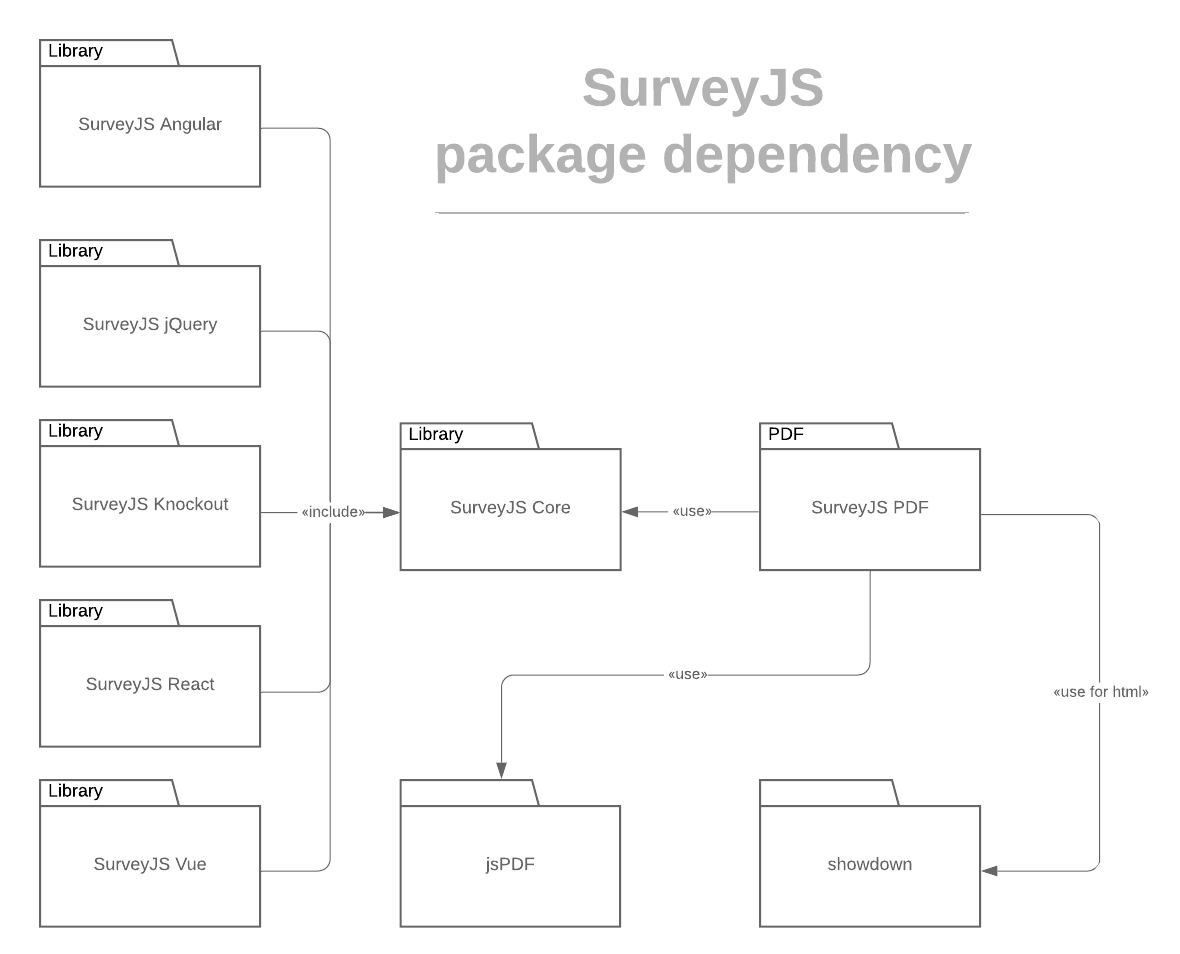 SurveyJS
package dependency
Library
SurveyJS Angular
Library
SurveyJS jQuery
Library
SurveyJS Knockout
Library
SurveyJS React
Library
SurveyJS Vue
«include»
Library
SurveyJS Core
«use»
PDF
SurveyJS PDF
«use»
«use for html»
jsPDF
showdown